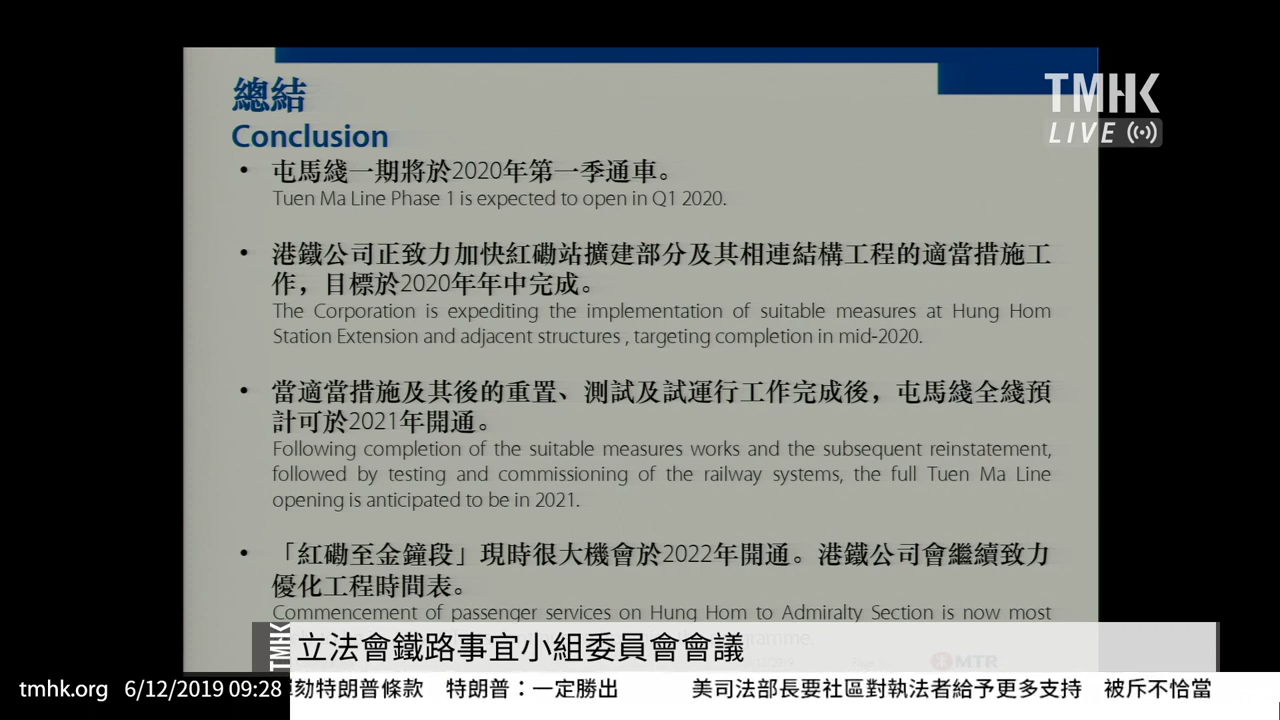 TMHK
LIVE
總結
Conclusion
• 屯馬綫一期將於2020年第一季通車。
Tuen Ma Line Phase 1 is expected to open in Q1 2020.
• 港鐵公司正致力加快紅磡站擴建部分及其相連結構工程的適當措施工
作，目標於2020年年中完成。
The Corporation is expediting the implementation of suitable measures at Hung Hom
Station Extension and adjacent structures , targeting completion in mid-2020.
• 當適當措施及其後的重置、測試及試運行工作完成後，屯馬綫全綫預
計可於2021年開通。
Following completion of the suitable measures works and the subsequent reinstatement,
followed by testing and commissioning of the railway systems, the full Tuen Ma Line
opening is anticipated to be in 2021.
• 「紅磡至金鐘段」現時很大機會於2022年開通。港鐵公司會繼續致力
優化工程時間表。
Commencement of passenger services on Hung Hom to Admiralty Section is now most
TMHK
立法會鐵路事宜小組委員會會議
MTR
tmhk.org 6/12/2019 09:28
劾特朗普條款 特朗普：一定勝出 美司法部長要社區對執法者給予更多支持 被斥不恰當